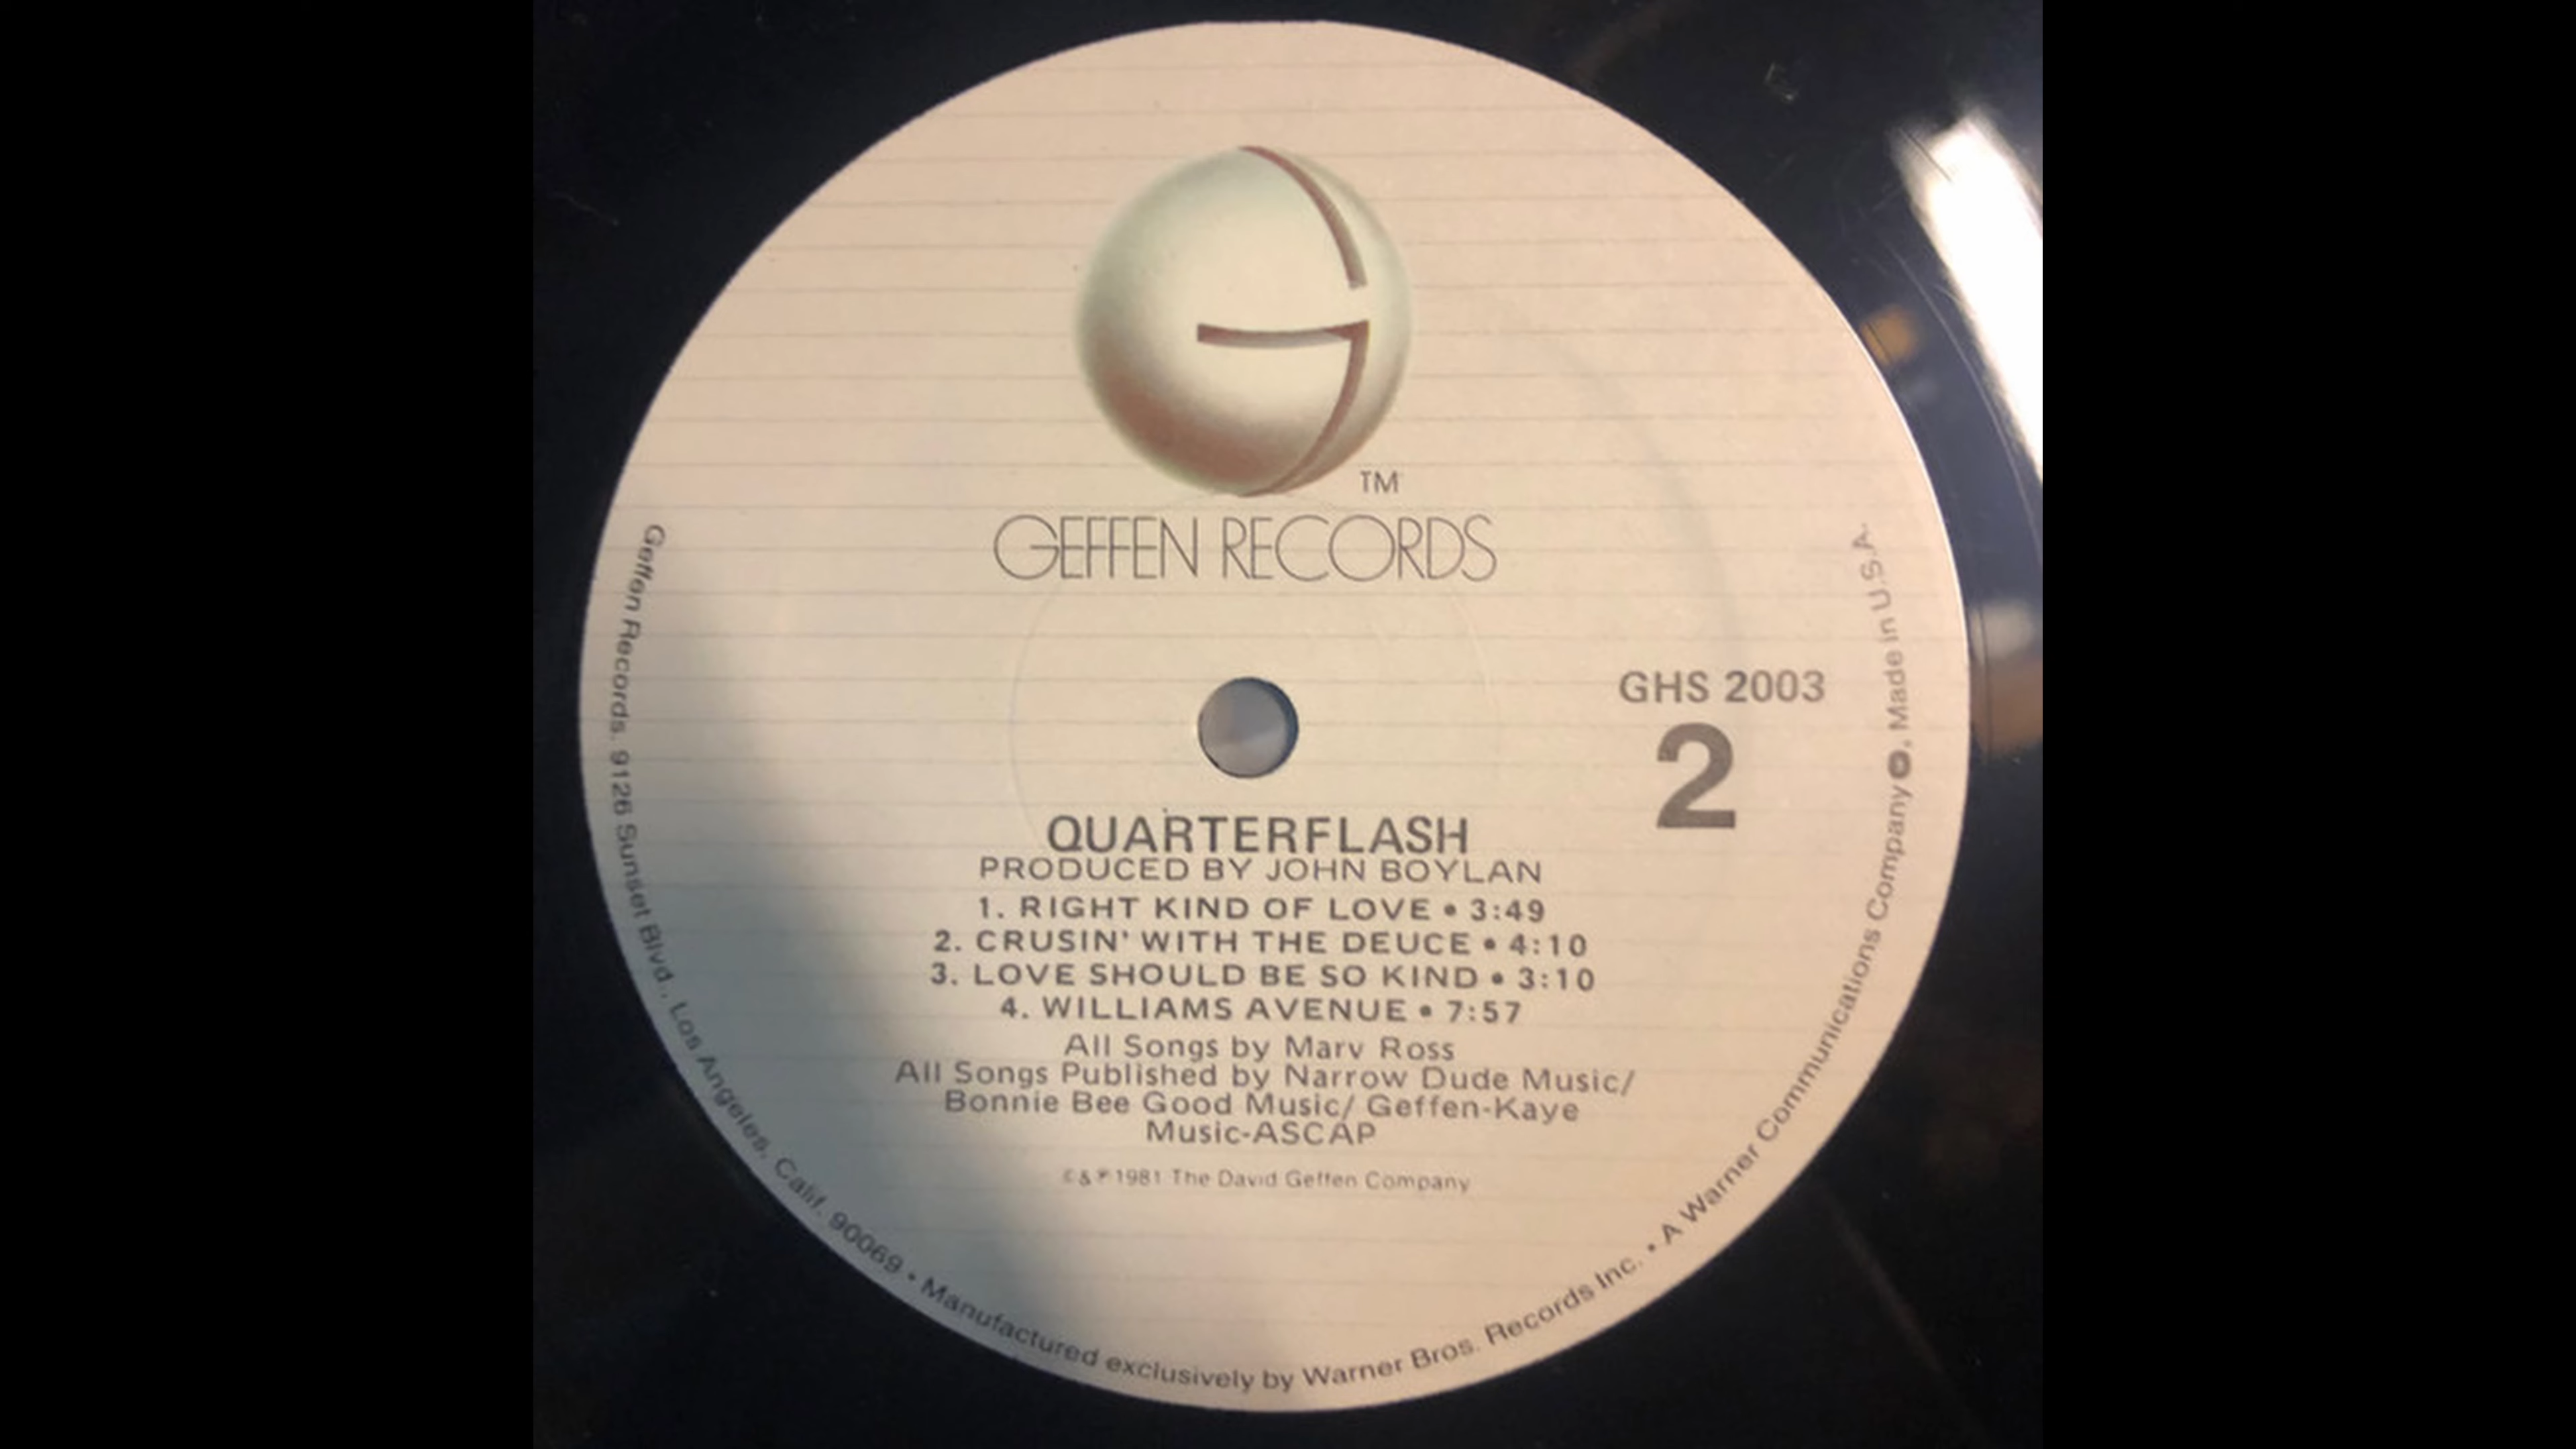 TM
GEFFEN RECORDS
GHS 2003
2
QUARTERFLASH
PRODUCED BY JOHN BOYLAN
1. RIGHT KIND OF LOVE • 3:49
2. CRUSIN' WITH THE DEUCE • 4:10
3. LOVE SHOULD BE SO KIND • 3:10
4. WILLIAMS AVENUE • 7:57
All Songs by Marv Ross
All Songs Published by Narrow Dude Music/
Bonnie Bee Good Music/ Geffen-Kaye
Music-ASCAP
©&℗1981 The David Geffen Company
Geffen Records. 9126 Sunset Blvd., Los Angeles, Calif. 90069 • Manufactured exclusively by Warner Bros. Records Inc. • A Warner Communications Company, Made in U.S.A.